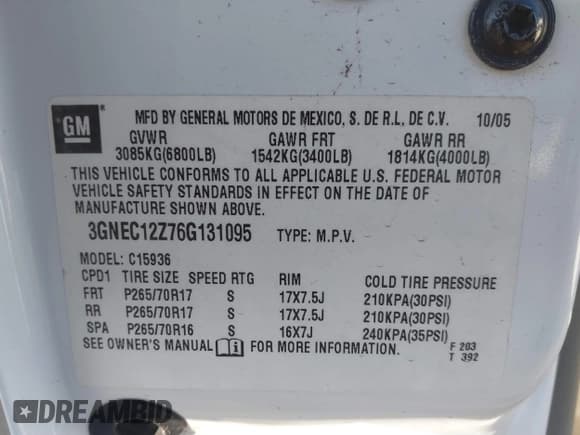 GM
MFD BY GENERAL MOTORS DE MEXICO, S. DE R.L. DE C.V. 10/05
GVWR GAWR FRT GAWR RR
3085KG(6800LB) 1542KG(3400LB) 1814KG(4000LB)
THIS VEHICLE CONFORMS TO ALL APPLICABLE U.S. FEDERAL MOTOR
VEHICLE SAFETY STANDARDS IN EFFECT ON THE DATE OF
MANUFACTURE SHOWN ABOVE.
3GNEC12Z76G131095 TYPE: M.P.V.
MODEL: C15936
CPD1 TIRE SIZE SPEED RTG RIM COLD TIRE PRESSURE
FRT P265/70R17 S 17X7.5J 210KPA(30PSI)
RR P265/70R17 S 17X7.5J 210KPA(30PSI)
SPA P265/70R16 S 16X7J 240KPA(35PSI)
SEE OWNER'S MANUAL FOR MORE INFORMATION. F 203
T 392
DREAMBID